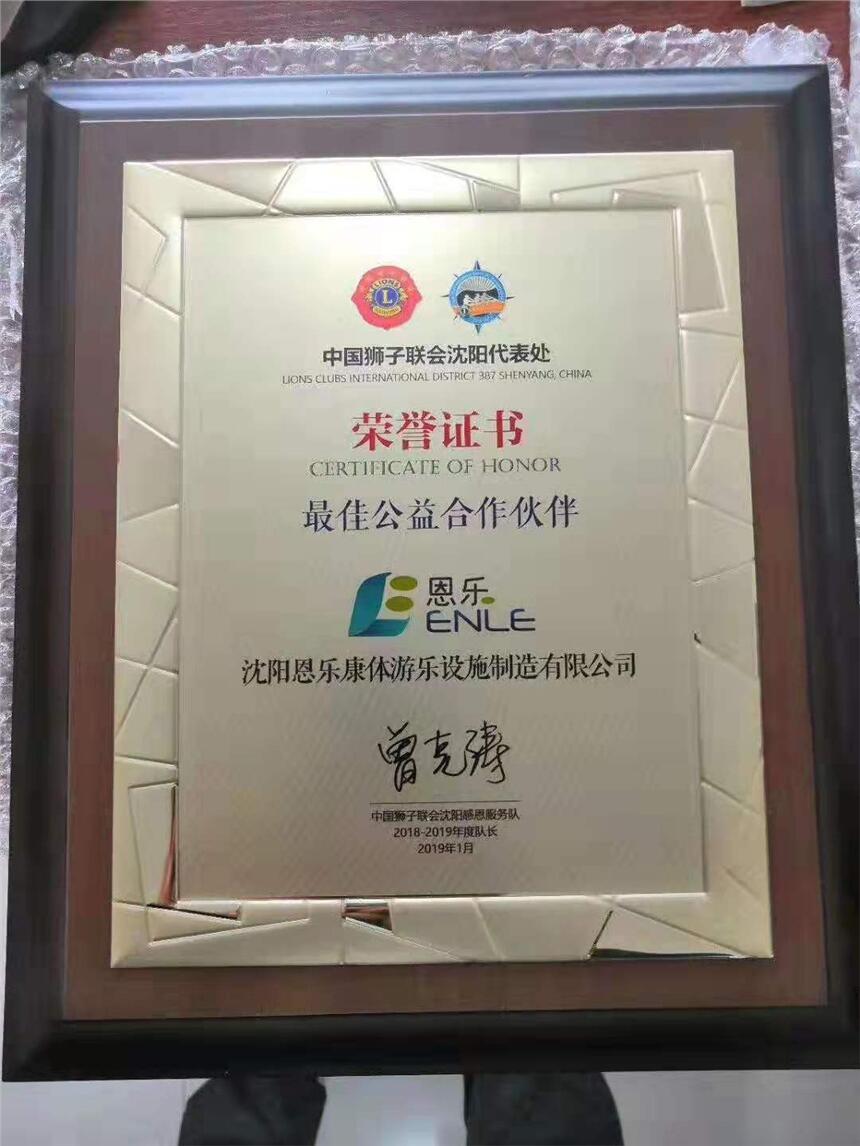 LIONS
L
中国狮子联会沈阳代表处
LIONS CLUBS INTERNATIONAL DISTRICT 387 SHENYANG, CHINA
荣誉证书
CERTIFICATE OF HONOR
最佳公益合作伙伴
恩乐
ENLE
沈阳恩乐康体游乐设施制造有限公司
曾克
中国狮子联会沈阳感恩服务队
2018-2019年度队长
2019年1月